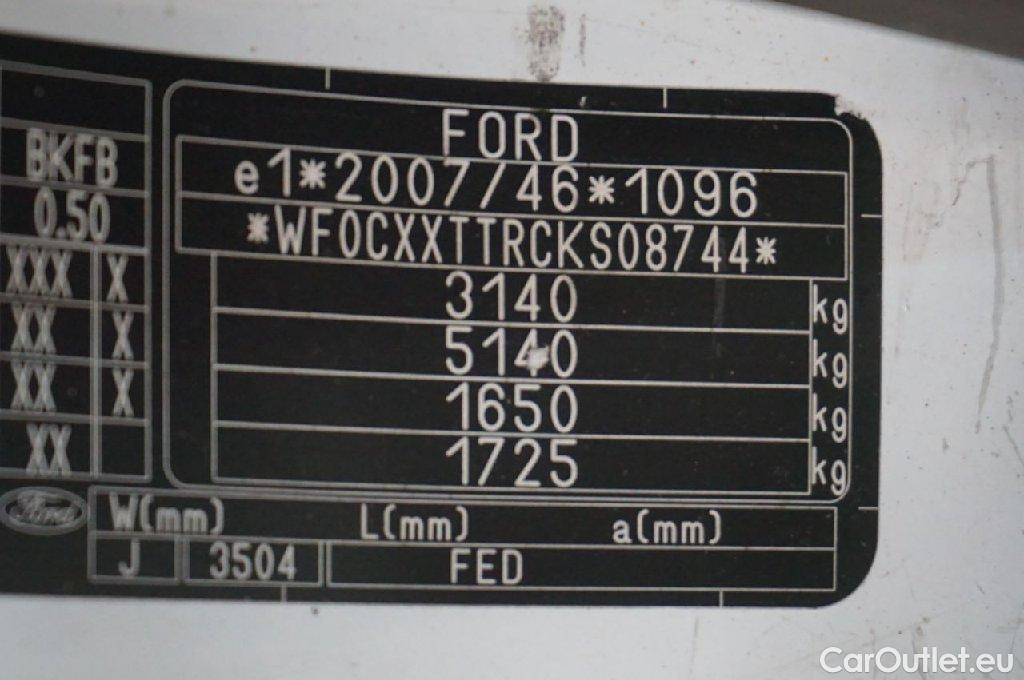 FORD
e1*2007/46*1096
*WF0CXXTTRCKS08744*
3140 kg
5140 kg
1650 kg
1725 kg
BKFB
0.50
XXX X
XX X
XX X
XX
Ford
W(mm) L(mm) a(mm)
J 3504 FED
CarOutlet.eu